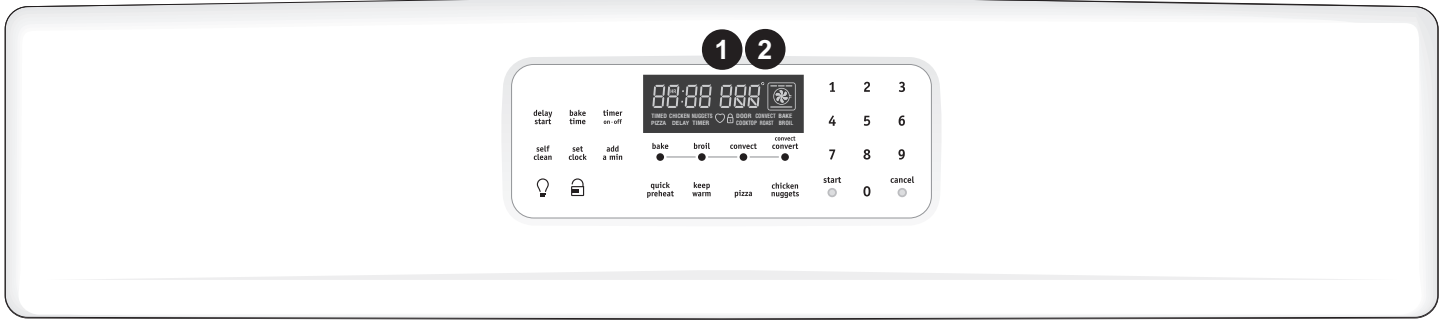 1 2
88:88 888°
TIMED CHICKEN NUGGETS DOOR CONVECT BAKE
PIZZA DELAY TIMER COOKTOP ROAST BROIL
delay start
bake time
timer on-off
self clean
set clock
add a min
bake
broil
convect
convect convert
quick preheat
keep warm
pizza
chicken nuggets
1 2 3
4 5 6
7 8 9
start
0
cancel